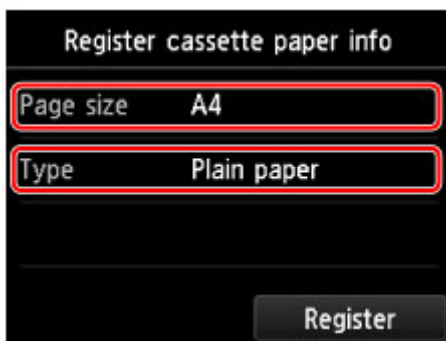 Register cassette paper info
Page size A4
Type Plain paper
Register